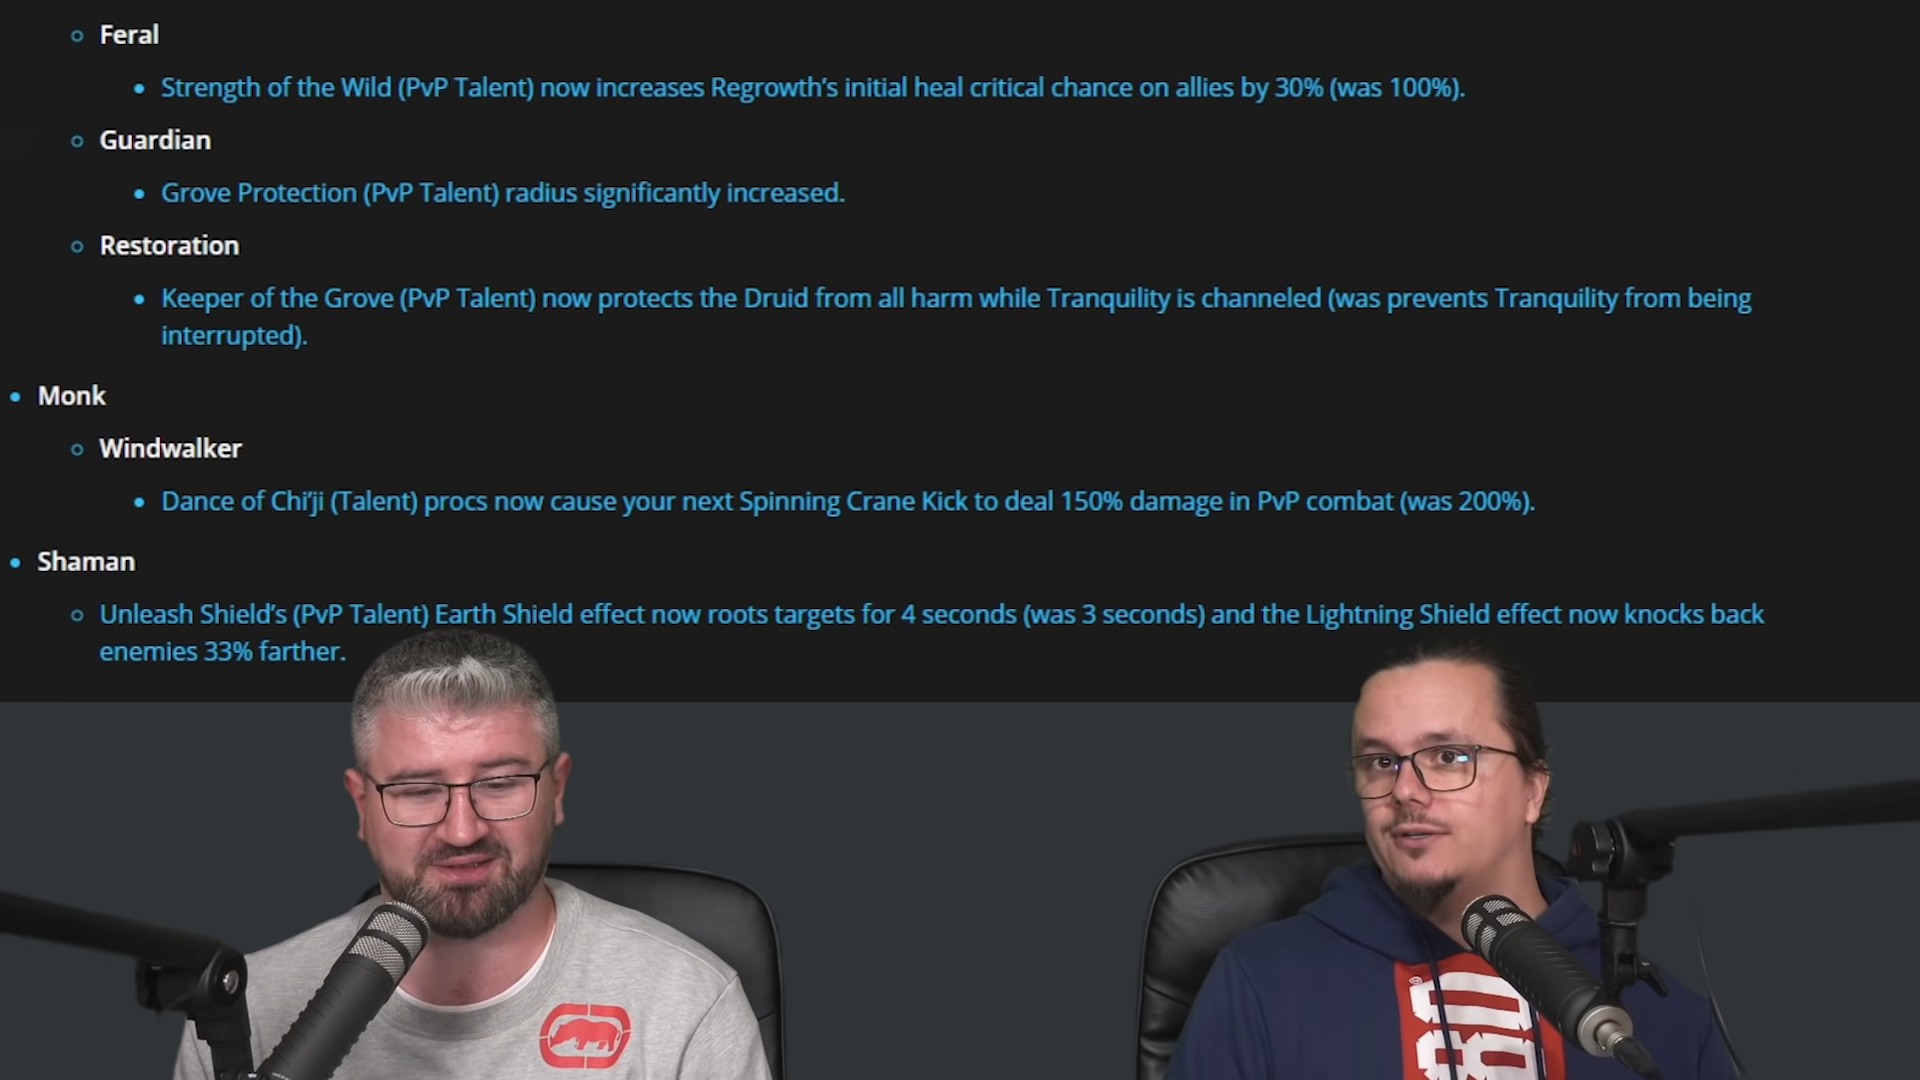 Feral
Strength of the Wild (PvP Talent) now increases Regrowth's initial heal critical chance on allies by 30% (was 100%).
Guardian
Grove Protection (PvP Talent) radius significantly increased.
Restoration
Keeper of the Grove (PvP Talent) now protects the Druid from all harm while Tranquility is channeled (was prevents Tranquility from being
interrupted).
Monk
Windwalker
Dance of Chi'ji (Talent) procs now cause your next Spinning Crane Kick to deal 150% damage in PvP combat (was 200%).
Shaman
Unleash Shield's (PvP Talent) Earth Shield effect now roots targets for 4 seconds (was 3 seconds) and the Lightning Shield effect now knocks back
enemies 33% farther.